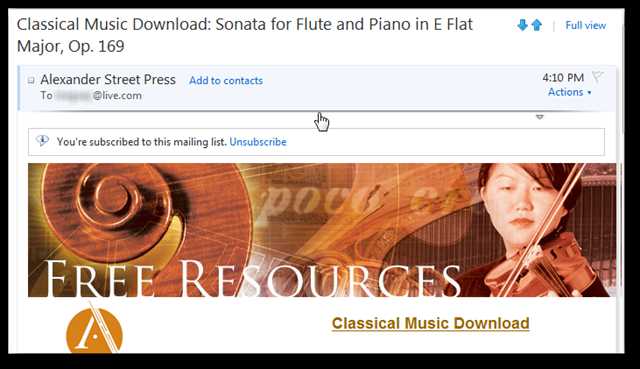 Classical Music Download: Sonata for Flute and Piano in E Flat
Major, Op. 169
Full view
Alexander Street Press Add to contacts
4:10 PM
To @live.com
Actions
You're subscribed to this mailing list. Unsubscribe
poco
FREE RESOURCES
Classical Music Download